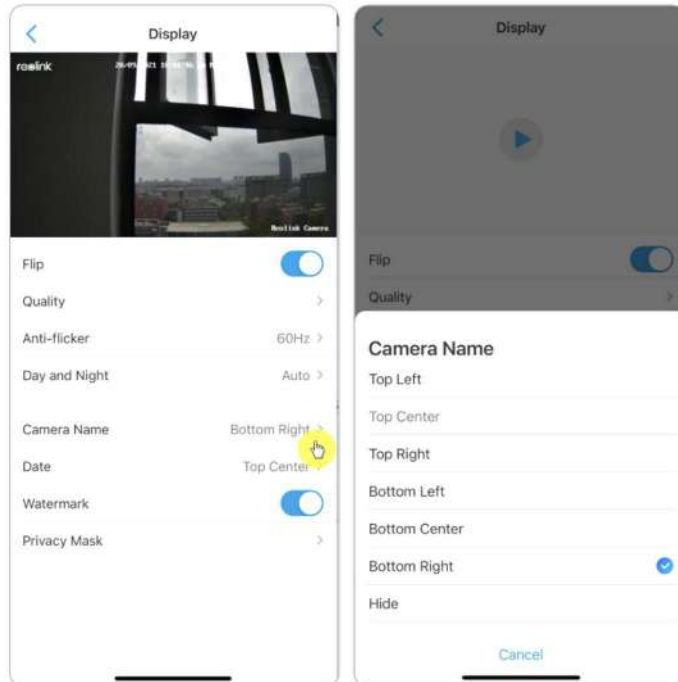 Display
reolink
Reolink Camera
Flip
Quality
Anti-flicker 60Hz
Day and Night Auto
Camera Name Bottom Right
Date Top Center
Watermark
Privacy Mask
Display
Flip
Quality
Camera Name
Top Left
Top Center
Top Right
Bottom Left
Bottom Center
Bottom Right
Hide
Cancel